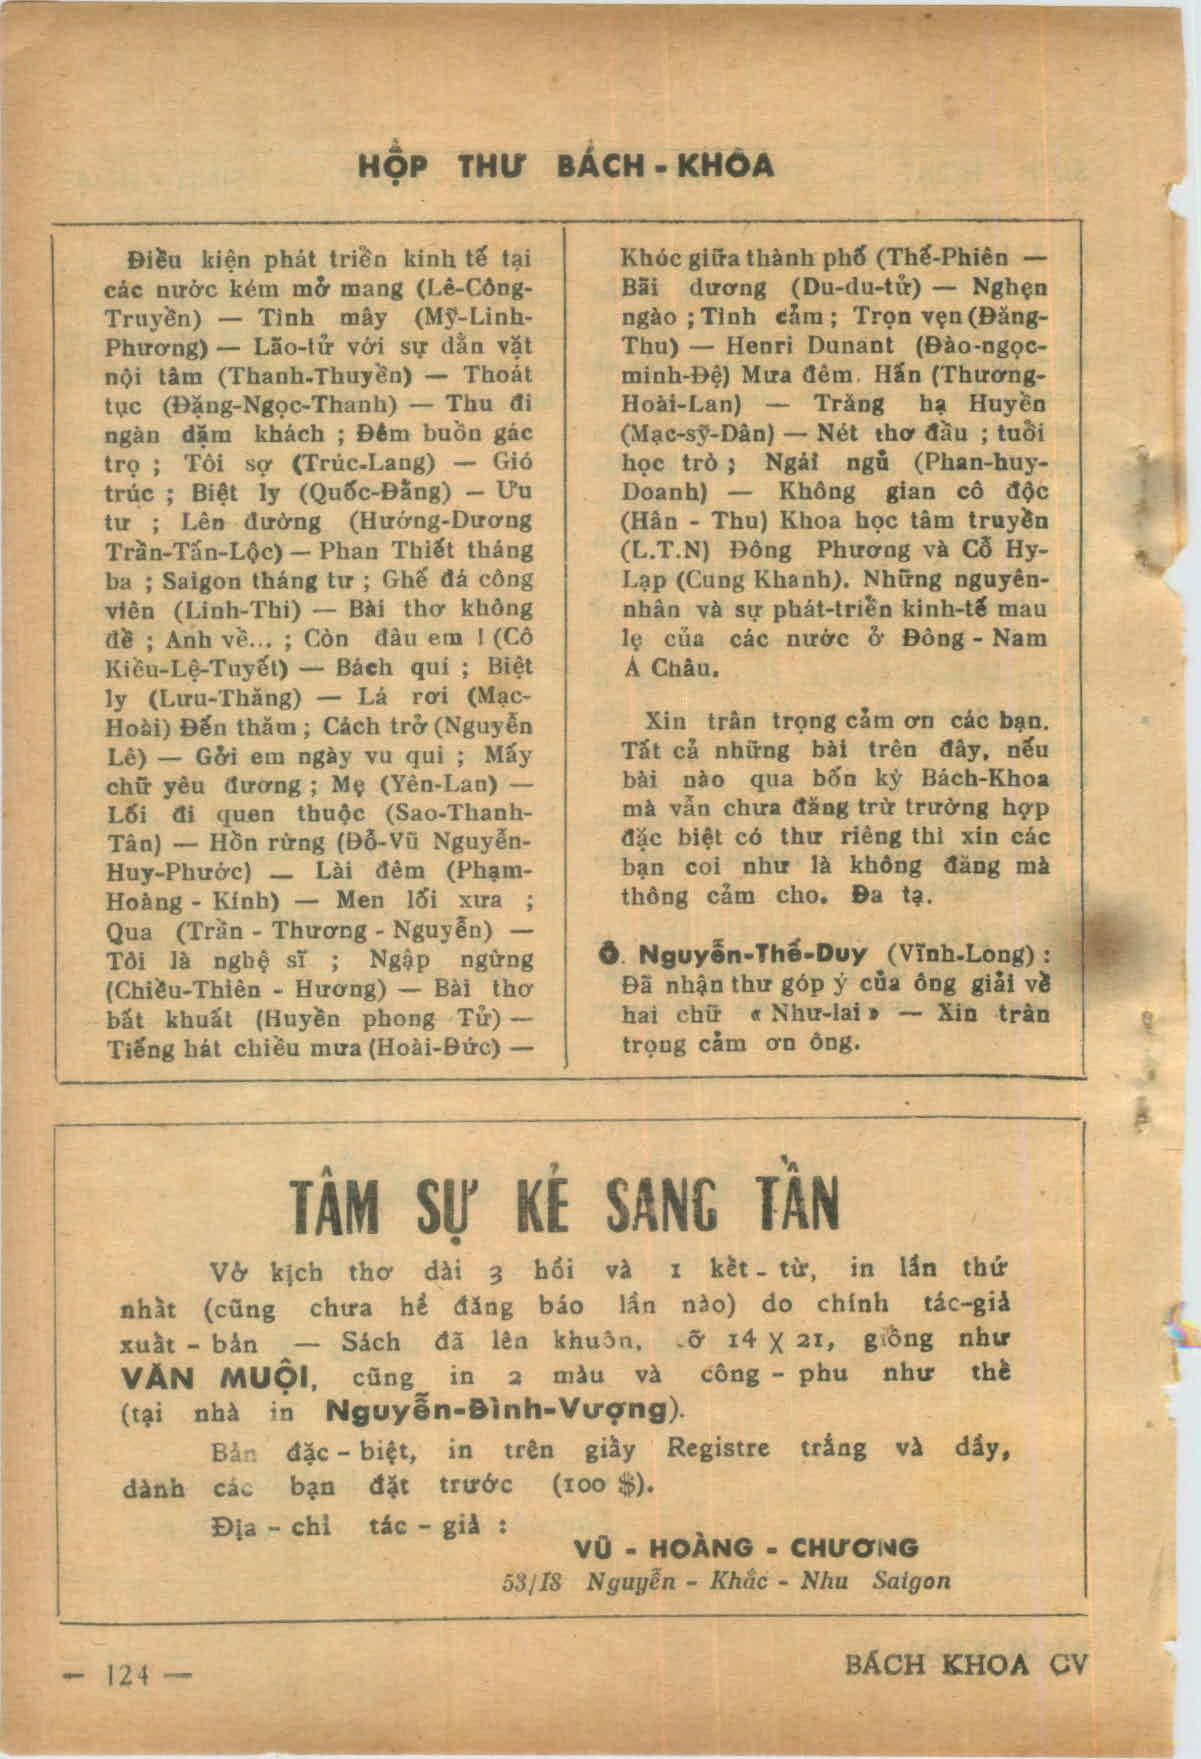 HỘP THƯ BÁCH - KHOA
Điều kiện phát triển kinh tế tại
các nước kém mở mang (Lê-Công-
Truyền) — Tình mây (Mỹ-Linh-
Phương) — Lão-tử với sự dằn vặt
nội tâm (Thanh-Thuyền) — Thoát
tục (Đặng-Ngọc-Thanh) — Thu đi
ngàn dặm khách ; Đêm buồn gác
trọ ; Tôi sợ (Trúc-Lang) — Gió
trúc ; Biệt ly (Quốc-Đằng) — Ưu
tư ; Lên đường (Hướng-Dương
Trần-Tấn-Lộc) — Phan Thiết tháng
ba ; Saigon tháng tư ; Ghế đá công
viên (Linh-Thi) — Bài thơ không
đề ; Anh về... ; Còn đâu em ! (Cô
Kiều-Lệ-Tuyết) — Bách qui ; Biệt
ly (Lưu-Thăng) — Lá rơi (Mạc-
Hoài) Đến thăm ; Cách trở (Nguyễn
Lê) — Gởi em ngày vu qui ; Mấy
chữ yêu đương ; Mẹ (Yên-Lan) —
Lối đi quen thuộc (Sao-Thanh-
Tân) — Hồn rừng (Đỗ-Vũ Nguyễn-
Huy-Phước) — Lài đêm (Phạm-
Hoàng - Kính) — Men lối xưa ;
Qua (Trần - Thương - Nguyễn) —
Tôi là nghệ sĩ ; Ngập ngừng
(Chiều-Thiên - Hương) — Bài thơ
bất khuất (Huyền phong Tử) —
Tiếng hát chiều mưa (Hoài-Đức) —
Khóc giữa thành phố (Thế-Phiên —
Bãi dương (Du-du-tử) — Nghẹn
ngào ; Tình cảm ; Trọn vẹn (Đăng-
Thu) — Henri Dunant (Đào-ngọc-
minh-Đệ) Mưa đêm. Hắn (Thương-
Hoài-Lan) — Trăng hạ Huyền
(Mạc-sỹ-Dân) — Nét thơ đầu ; tuổi
học trò ; Ngái ngủ (Phan-huy-
Doanh) — Không gian cô độc
(Hân - Thu) Khoa học tâm truyền
(L.T.N) Đông Phương và Cổ Hy-
Lạp (Cung Khanh). Những nguyên-
nhân và sự phát-triển kinh-tế mau
lẹ của các nước ở Đông - Nam
Á Châu.
Xin trân trọng cảm ơn các bạn.
Tất cả những bài trên đây, nếu
bài nào qua bốn kỳ Bách-Khoa
mà vẫn chưa đăng trừ trường hợp
đặc biệt có thư riêng thì xin các
bạn coi như là không đăng mà
thông cảm cho. Đa tạ.
Ô. Nguyễn-Thế-Duy (Vĩnh-Long) :
Đã nhận thư góp ý của ông giải về
hai chữ « Như-lai » — Xin trân
trọng cảm ơn ông.
TÂM SỰ KẺ SANG TẦN
Vở kịch thơ dài 3 hồi và 1 kết - từ, in lần thứ
nhất (cũng chưa hề đăng báo lần nào) do chính tác-giả
xuất - bản — Sách đã lên khuôn, 14 X 21, giống như
VĂN MUỘI, cũng in 2 màu và công - phu như thế
(tại nhà in Nguyễn-Đình-Vượng).
Bản đặc - biệt, in trên giấy Registre trắng và dầy,
dành các bạn đặt trước (100 $).
Địa - chỉ tác - giả :
VŨ - HOÀNG - CHƯƠNG
53/18 Nguyễn - Khắc - Nhu Saigon
— 124 —
BÁCH KHOA CV